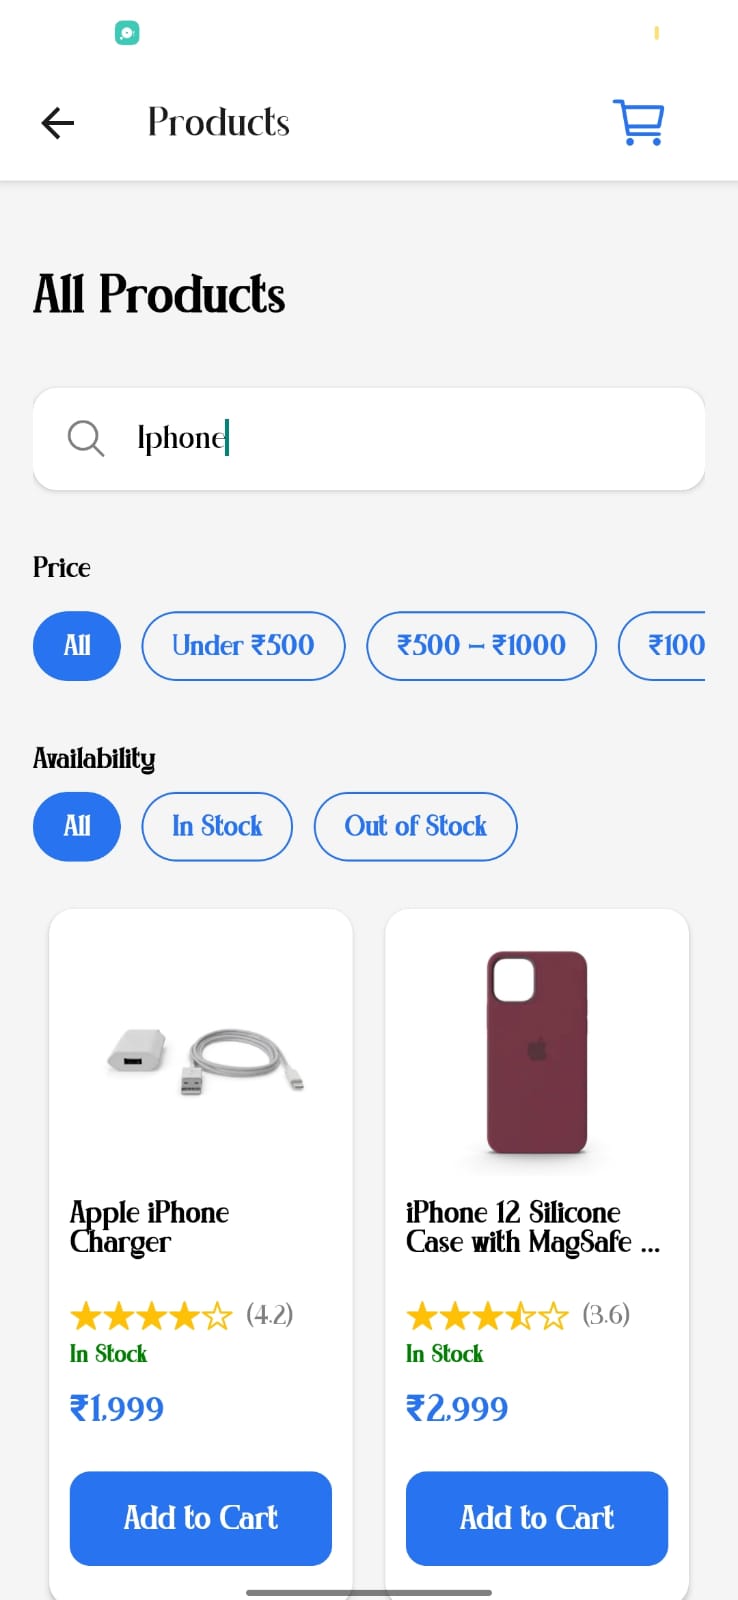 Products
All Products
Iphone
Price
All
Under ₹500
₹500 – ₹1000
₹100
Availability
All
In Stock
Out of Stock
Apple iPhone
Charger
(4.2)
In Stock
₹1,999
Add to Cart
iPhone 12 Silicone
Case with MagSafe ...
(3.6)
In Stock
₹2,999
Add to Cart